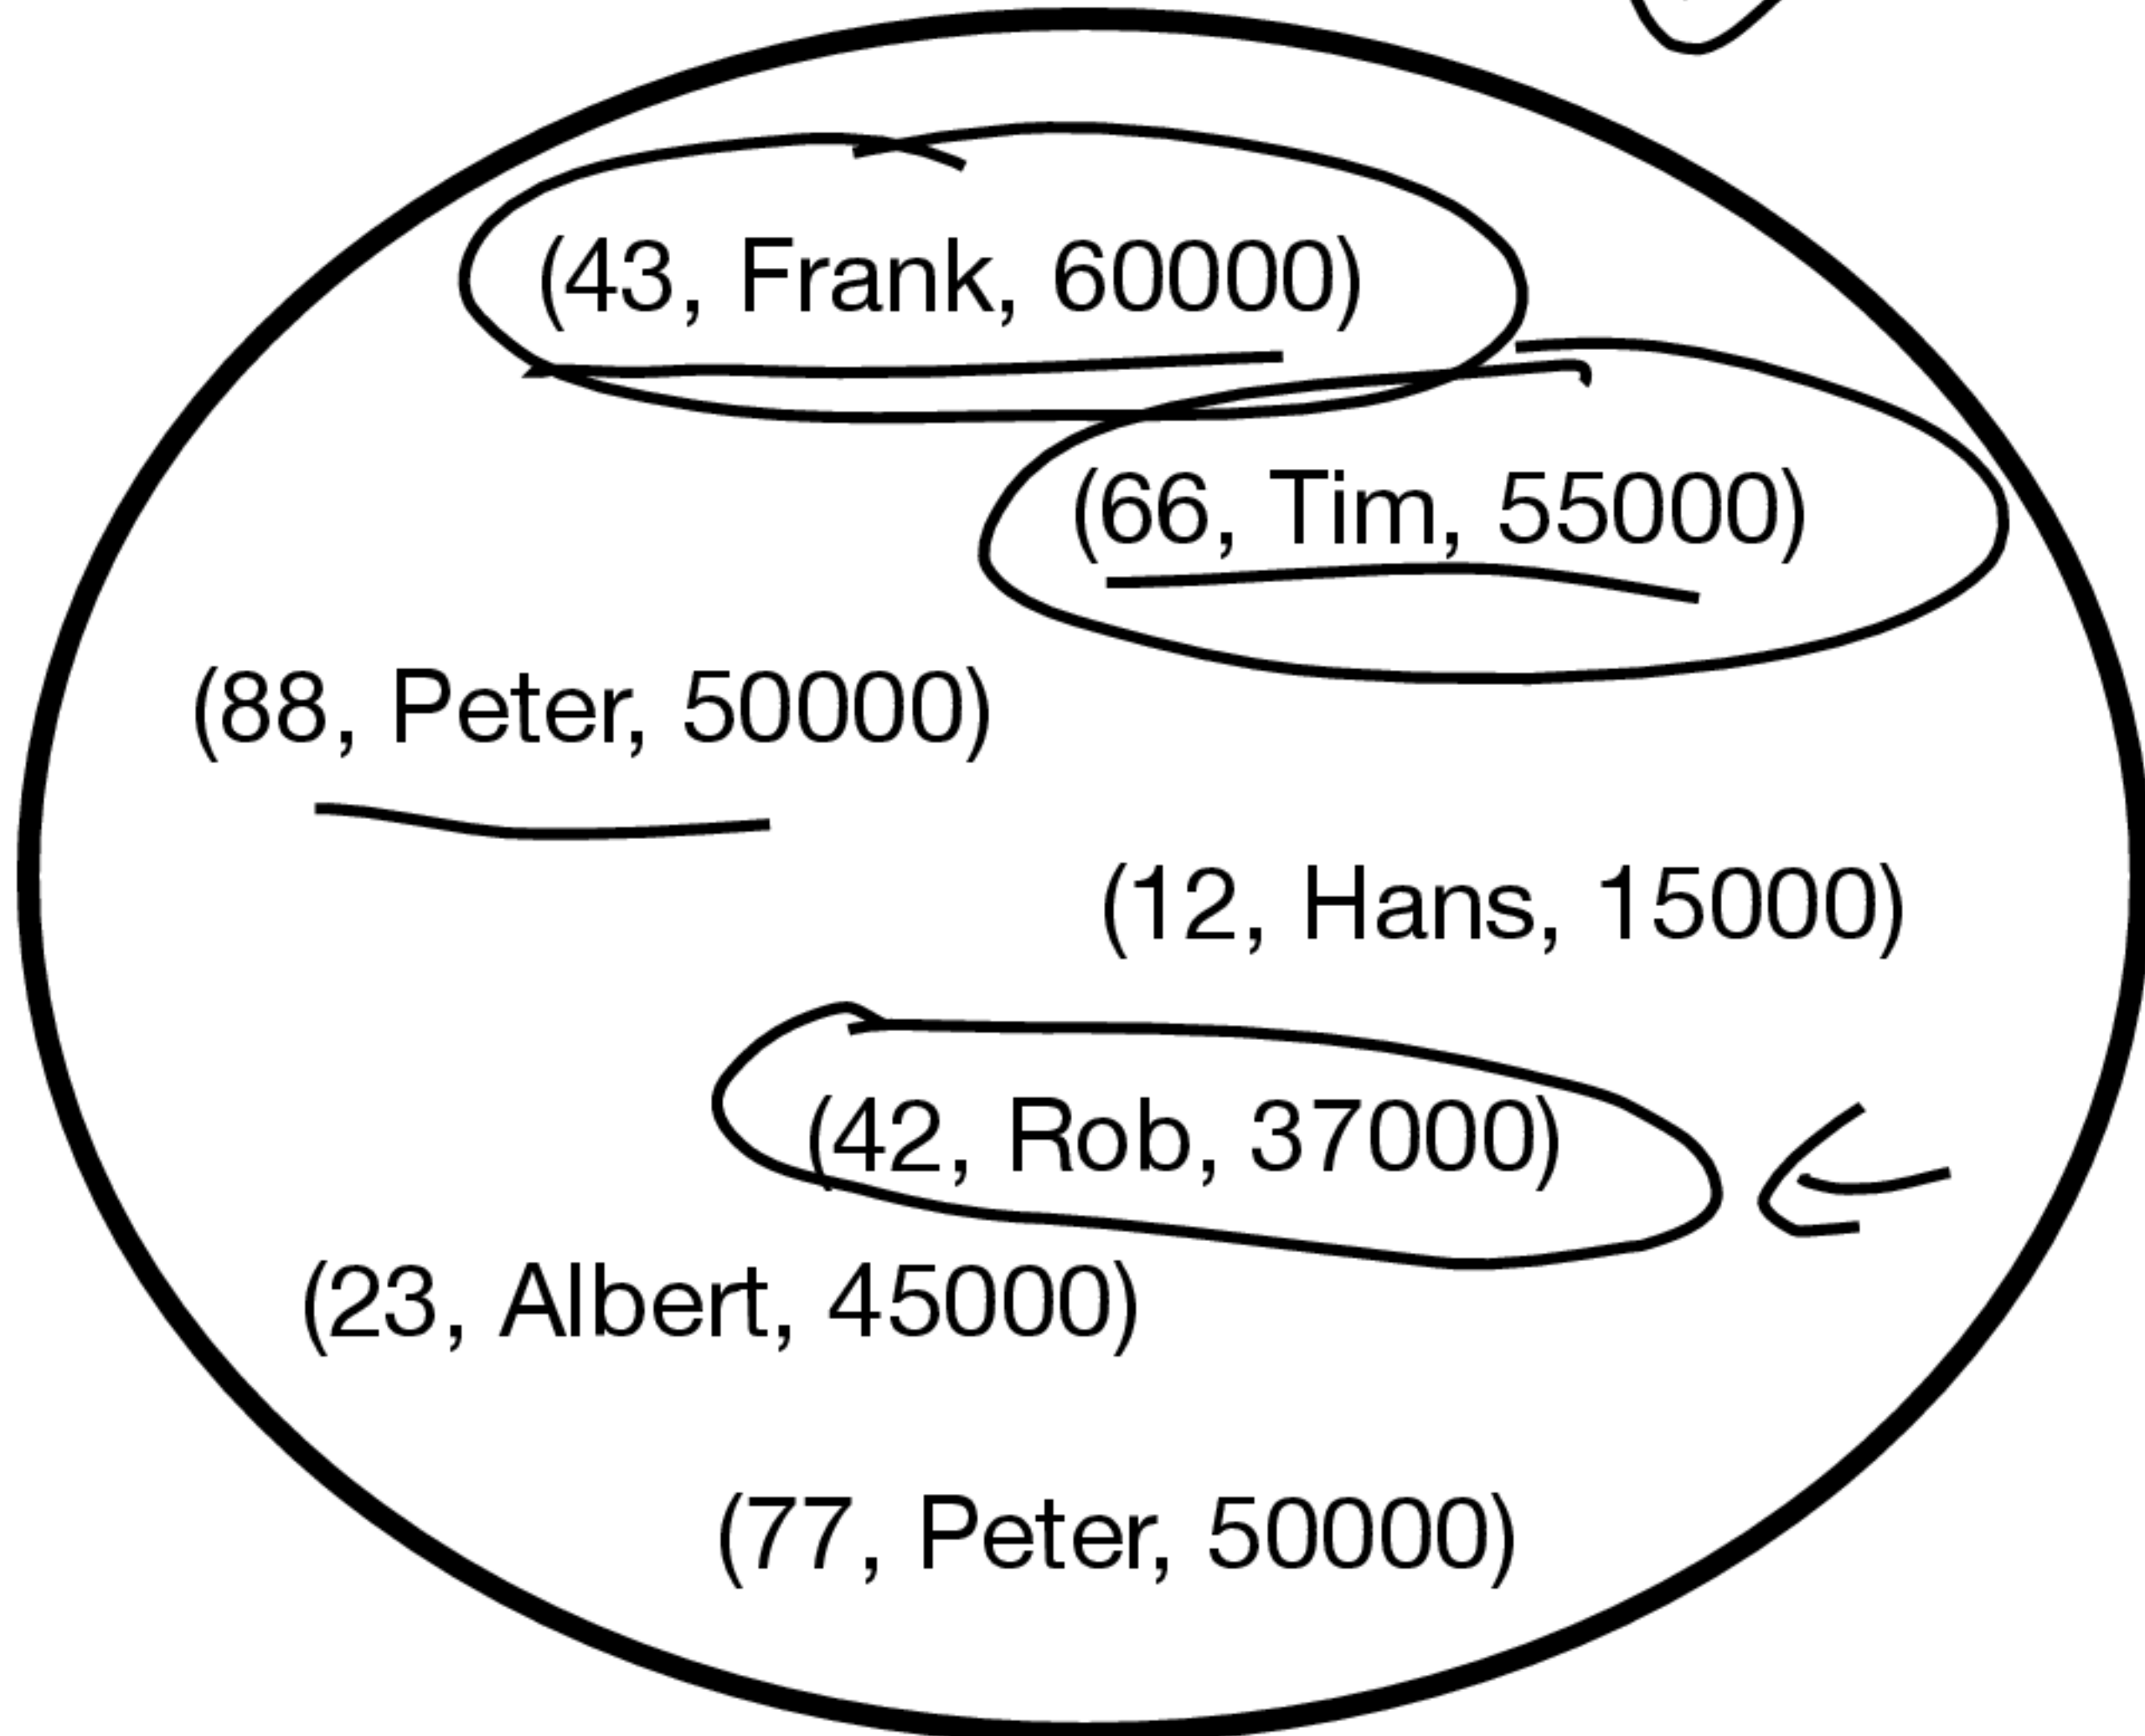 (43, Frank, 60000)
(66, Tim, 55000)
(88, Peter, 50000)
(12, Hans, 15000)
(42, Rob, 37000)
(23, Albert, 45000)
(77, Peter, 50000)